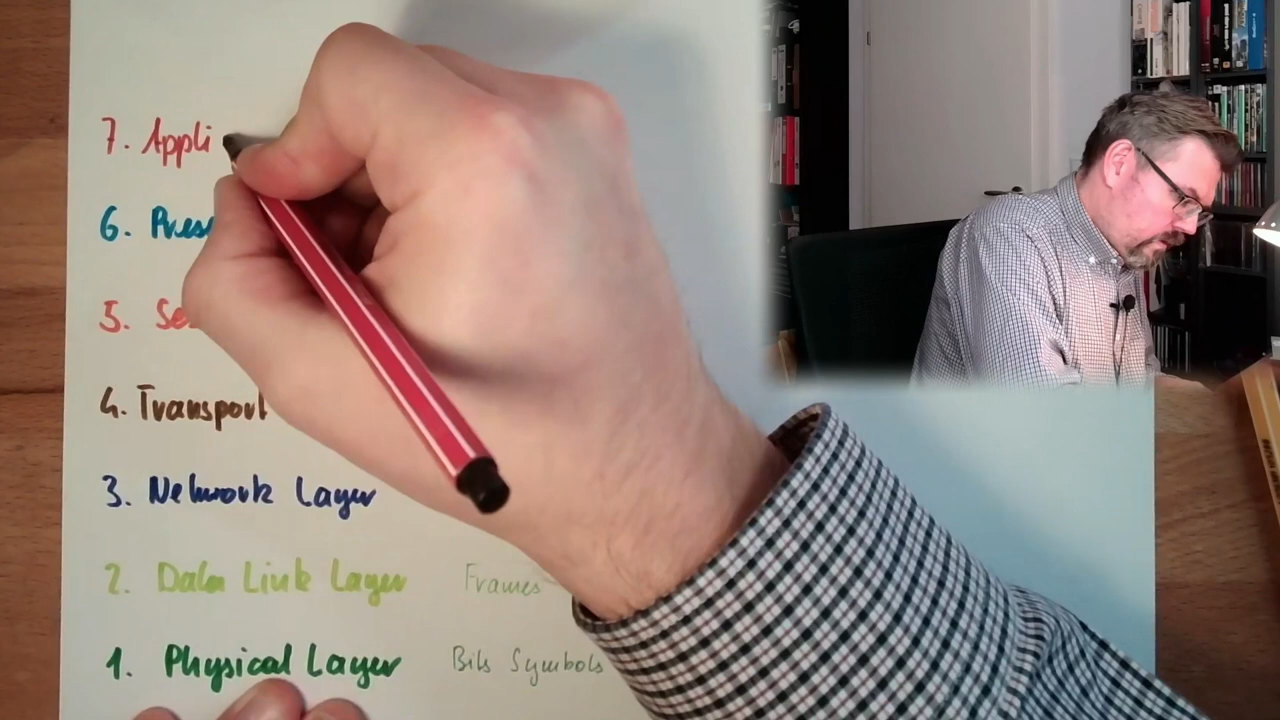 7. Appli
6. Pres
5. Se
4. Transport
3. Network Layer
2. Data Link Layer Frames
1. Physical Layer Bits Symbols